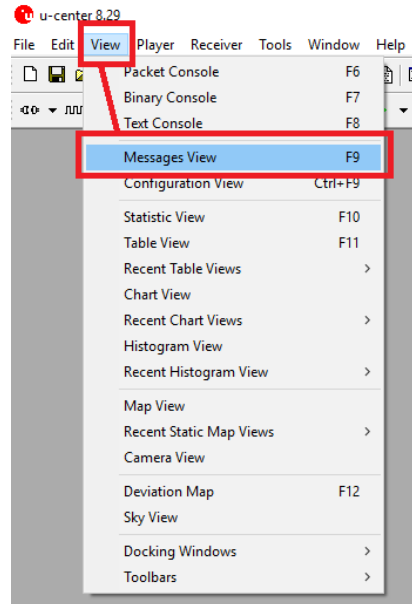 u-center 8.29
File Edit View Player Receiver Tools Window Help
Packet Console F6
Binary Console F7
Text Console F8
Messages View F9
Configuration View Ctrl+F9
Statistic View F10
Table View F11
Recent Table Views
Chart View
Recent Chart Views
Histogram View
Recent Histogram View
Map View
Recent Static Map Views
Camera View
Deviation Map F12
Sky View
Docking Windows
Toolbars